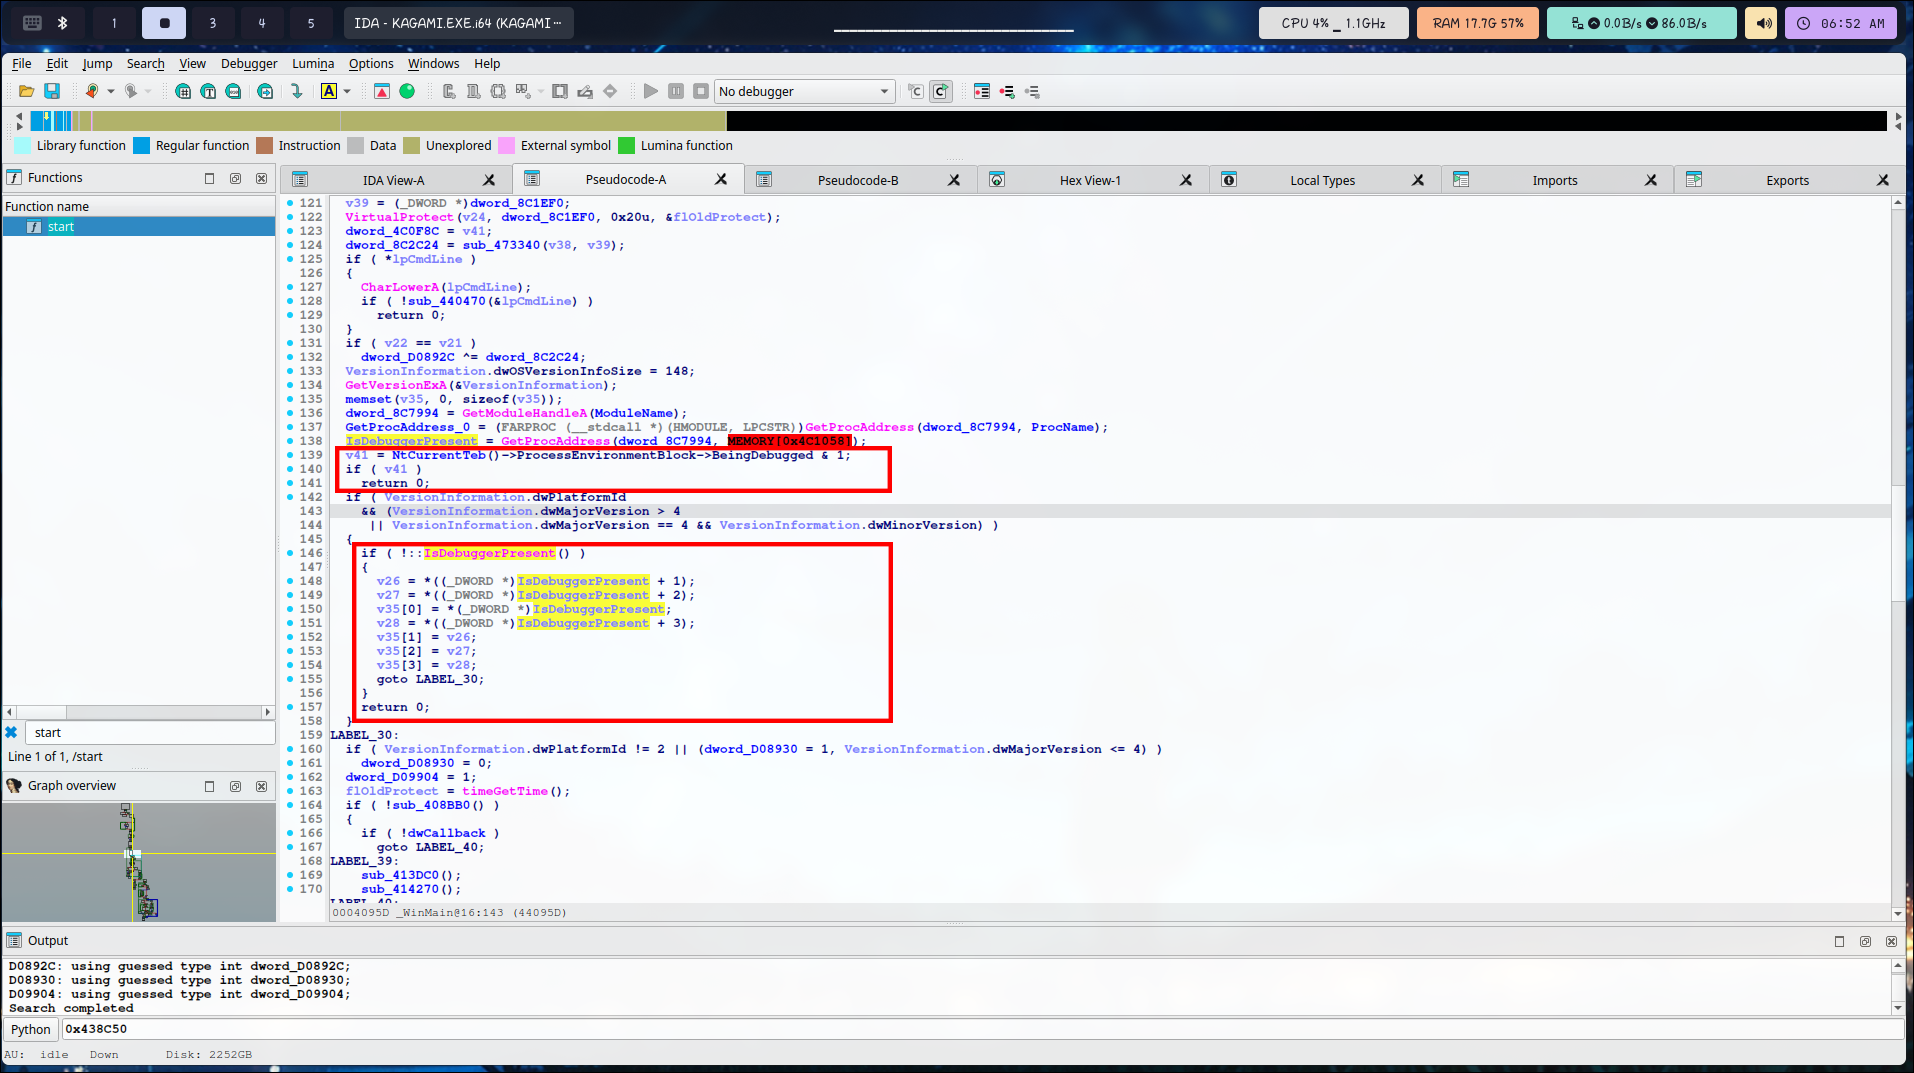 1
3
4
5
IDA - KAGAMI.EXE.i64 (KAGAMI···
CPU 4% _ 1.1GHz
RAM 17.7G 57%
0.0B/s 86.0B/s
06:52 AM
File Edit Jump Search View Debugger Lumina Options Windows Help
No debugger
Library function Regular function Instruction Data Unexplored External symbol Lumina function
Functions
IDA View-A
Pseudocode-A
Pseudocode-B
Hex View-1
Local Types
Imports
Exports
Function name
start
121 v39 = (_DWORD *)dword_8C1EF0;
122 VirtualProtect(v24, dword_8C1EF0, 0x20u, &flOldProtect);
123 dword_4C0F8C = v41;
124 dword_8C2C24 = sub_473340(v38, v39);
125 if ( *lpCmdLine )
126 {
127 CharLowerA(lpCmdLine);
128 if ( !sub_440470(&lpCmdLine) )
129 return 0;
130 }
131 if ( v22 == v21 )
132 dword_D0892C ^= dword_8C2C24;
133 VersionInformation.dwOSVersionInfoSize = 148;
134 GetVersionExA(&VersionInformation);
135 memset(v35, 0, sizeof(v35));
136 dword_8C7994 = GetModuleHandleA(ModuleName);
137 GetProcAddress_0 = (FARPROC (__stdcall *)(HMODULE, LPCSTR))GetProcAddress(dword_8C7994, ProcName);
138 IsDebuggerPresent = GetProcAddress(dword_8C7994, MEMORY[0x4C1058]);
139 v41 = NtCurrentTeb()->ProcessEnvironmentBlock->BeingDebugged & 1;
140 if ( v41 )
141 return 0;
142 if ( VersionInformation.dwPlatformId
143 && (VersionInformation.dwMajorVersion > 4
144 || VersionInformation.dwMajorVersion == 4 && VersionInformation.dwMinorVersion) )
145 {
146 if ( !::IsDebuggerPresent() )
147 {
148 v26 = *((_DWORD *)IsDebuggerPresent + 1);
149 v27 = *((_DWORD *)IsDebuggerPresent + 2);
150 v35[0] = *(_DWORD *)IsDebuggerPresent;
151 v28 = *((_DWORD *)IsDebuggerPresent + 3);
152 v35[1] = v26;
153 v35[2] = v27;
154 v35[3] = v28;
155 goto LABEL_30;
156 }
157 return 0;
158 }
159 LABEL_30:
160 if ( VersionInformation.dwPlatformId != 2 || (dword_D08930 = 1, VersionInformation.dwMajorVersion <= 4) )
161 dword_D08930 = 0;
162 dword_D09904 = 1;
163 flOldProtect = timeGetTime();
164 if ( !sub_408BB0() )
165 {
166 if ( !dwCallback )
167 goto LABEL_40;
168 LABEL_39:
169 sub_413DC0();
170 sub_414270();
LABEL_40:
0004095D _WinMain@16:143 (44095D)
start
Line 1 of 1, /start
Graph overview
Output
D0892C: using guessed type int dword_D0892C;
D08930: using guessed type int dword_D08930;
D09904: using guessed type int dword_D09904;
Search completed
Python 0x438C50
AU: idle Down Disk: 2252GB